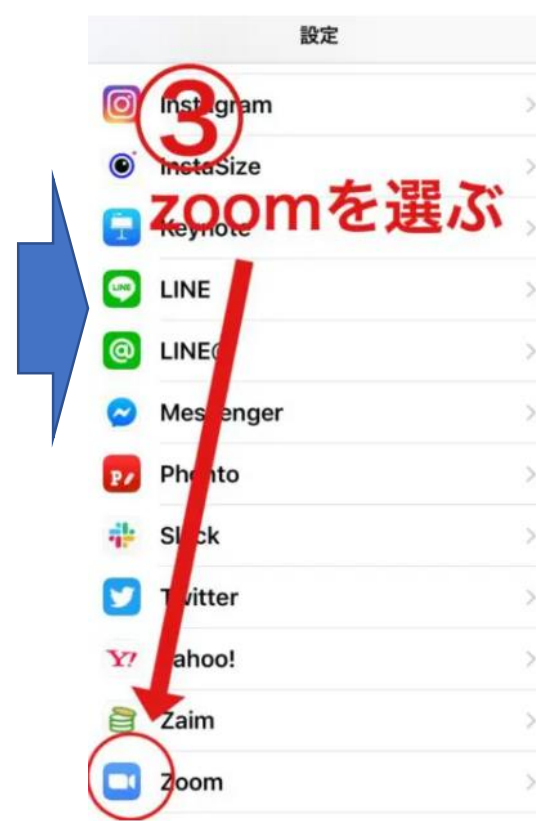 設定
Instagram
③
InstaSize
zoomを選ぶ
Keynote
LINE
LINE@
Messenger
Phonto
Slack
Twitter
Yahoo!
Zaim
Zoom